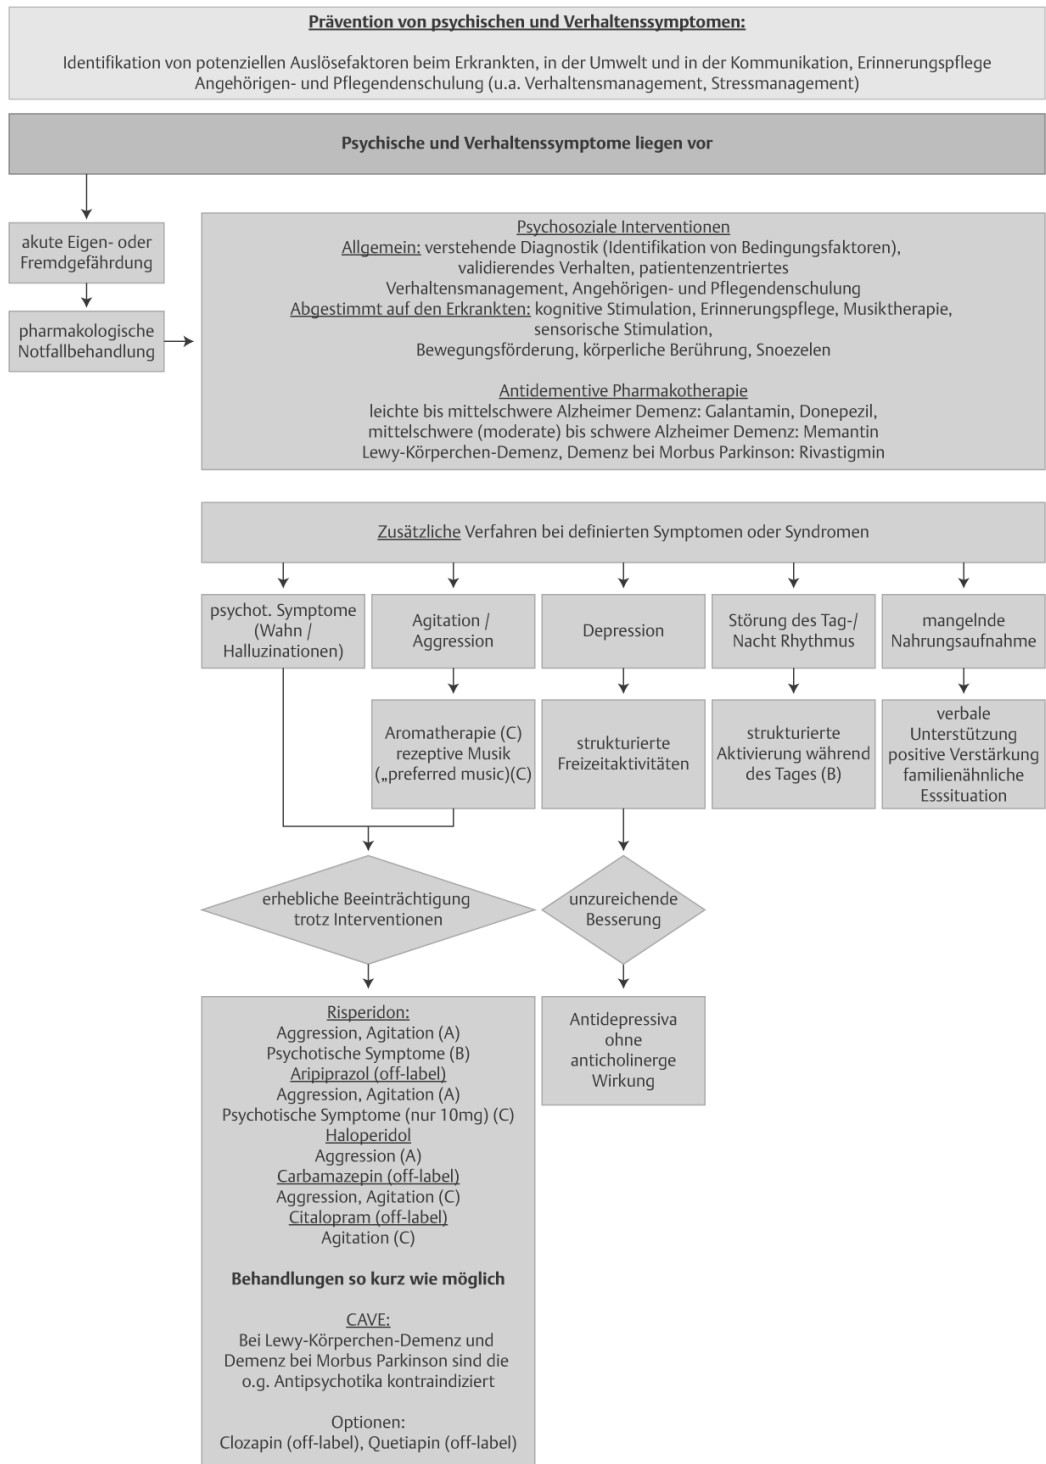 Prävention von psychischen und Verhaltenssymptomen:
Identifikation von potenziellen Auslösefaktoren beim Erkrankten, in der Umwelt und in der Kommunikation, Erinnerungspflege
Angehörigen- und Pflegendenschulung (u.a. Verhaltensmanagement, Stressmanagement)
Psychische und Verhaltenssymptome liegen vor
akute Eigen- oder
Fremdgefährdung
pharmakologische
Notfallbehandlung
Psychosoziale Interventionen
Allgemein: verstehende Diagnostik (Identifikation von Bedingungsfaktoren),
validierendes Verhalten, patientenzentriertes
Verhaltensmanagement, Angehörigen- und Pflegendenschulung
Abgestimmt auf den Erkrankten: kognitive Stimulation, Erinnerungspflege, Musiktherapie,
sensorische Stimulation,
Bewegungsförderung, körperliche Berührung, Snoezelen
Antidementive Pharmakotherapie
leichte bis mittelschwere Alzheimer Demenz: Galantamin, Donepezil,
mittelschwere (moderate) bis schwere Alzheimer Demenz: Memantin
Lewy-Körperchen-Demenz, Demenz bei Morbus Parkinson: Rivastigmin
Zusätzliche Verfahren bei definierten Symptomen oder Syndromen
psychot. Symptome
(Wahn /
Halluzinationen)
Agitation /
Aggression
Depression
Störung des Tag-/
Nacht Rhythmus
mangelnde
Nahrungsaufnahme
Aromatherapie (C)
rezeptive Musik
(„preferred music)(C)
strukturierte
Freizeitaktivitäten
strukturierte
Aktivierung während
des Tages (B)
verbale
Unterstützung
positive Verstärkung
familienähnliche
Esssituation
erhebliche Beeinträchtigung
trotz Interventionen
unzureichende
Besserung
Risperidon:
Aggression, Agitation (A)
Psychotische Symptome (B)
Aripiprazol (off-label)
Aggression, Agitation (A)
Psychotische Symptome (nur 10mg) (C)
Haloperidol
Aggression (A)
Carbamazepin (off-label)
Aggression, Agitation (C)
Citalopram (off-label)
Agitation (C)
Behandlungen so kurz wie möglich
CAVE:
Bei Lewy-Körperchen-Demenz und
Demenz bei Morbus Parkinson sind die
o.g. Antipsychotika kontraindiziert
Optionen:
Clozapin (off-label), Quetiapin (off-label)
Antidepressiva
ohne
anticholinerge
Wirkung